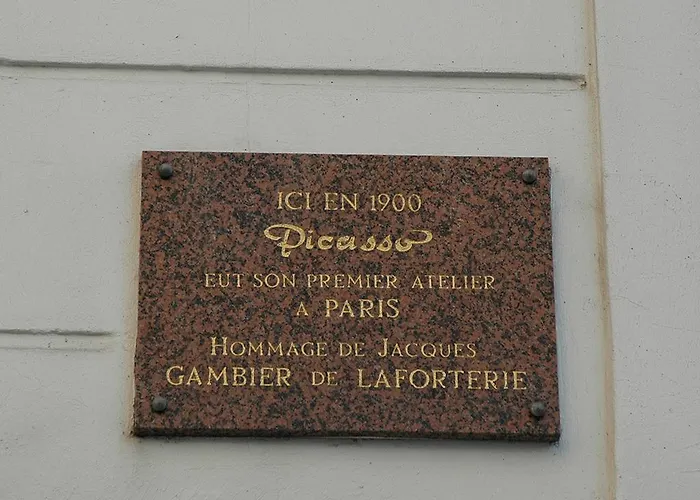 ICI EN 1900
Picasso
EUT SON PREMIER ATELIER
A PARIS
HOMMAGE DE JACQUES
GAMBIER DE LAFORTERIE